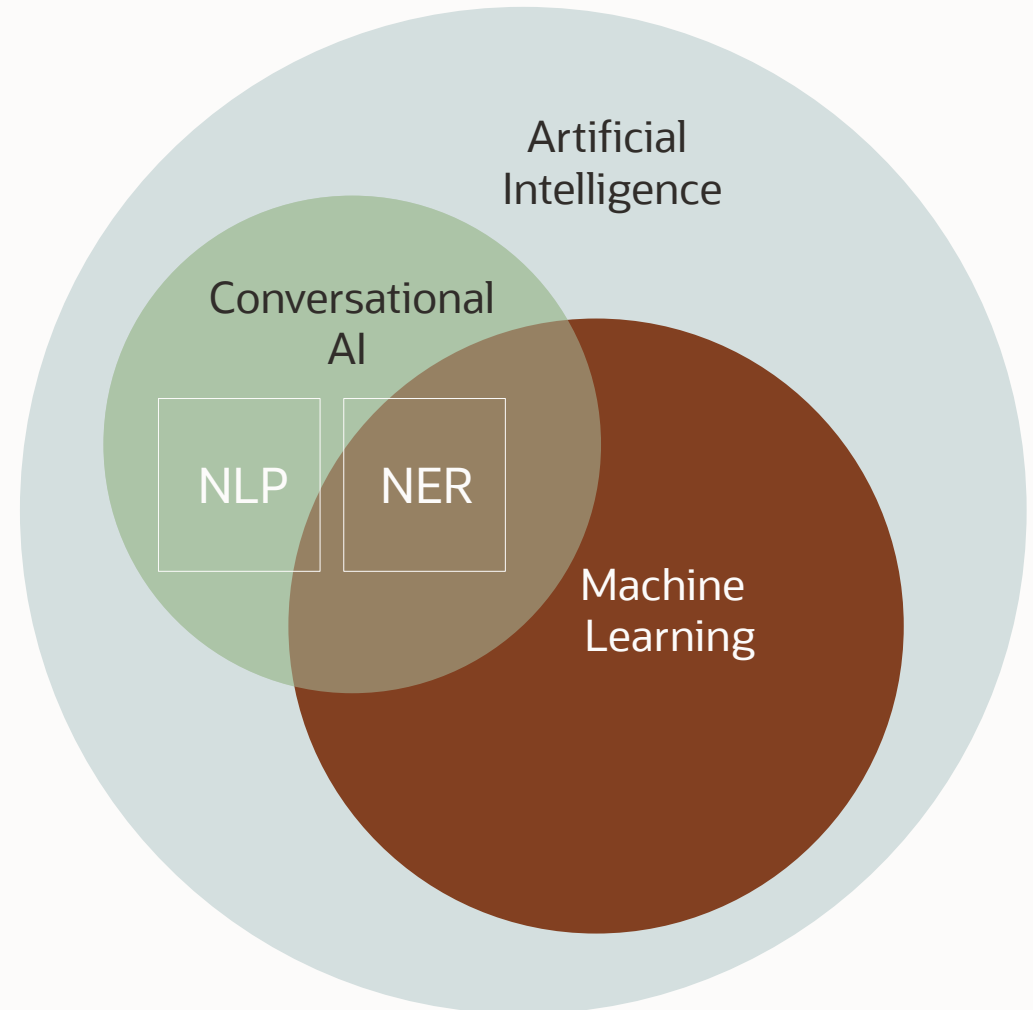 Artificial
Intelligence
Conversational
AI
NLP
NER
Machine
Learning